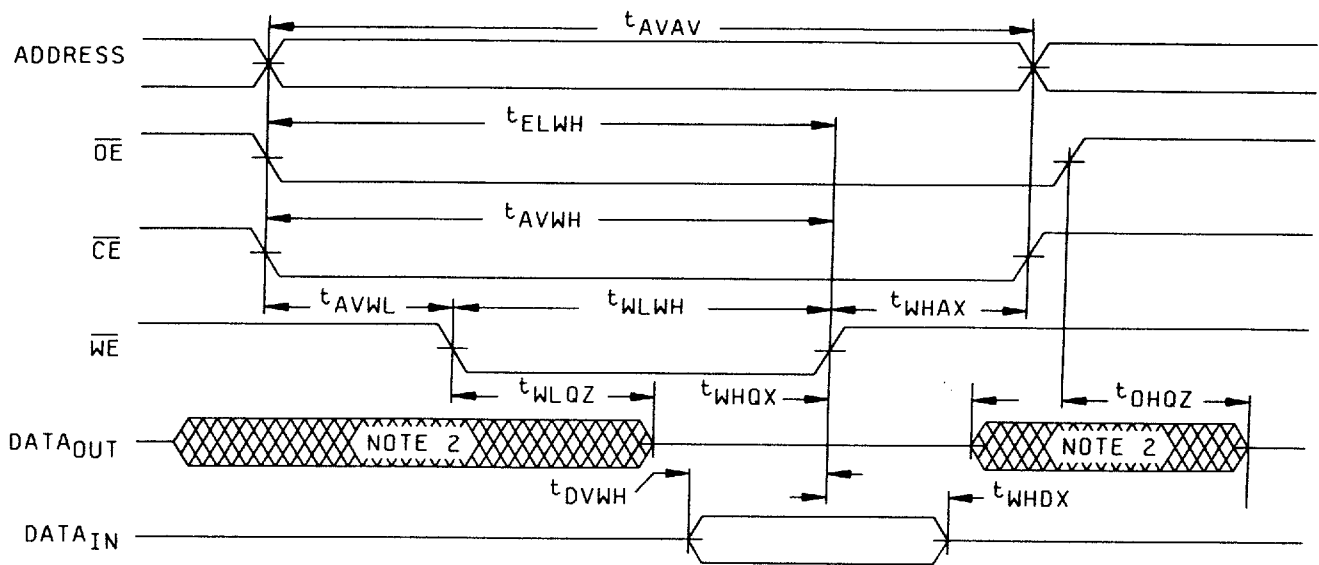 tAVAV
ADDRESS
tELWH
OE
tAVWH
CE
tAVWL tWLWH tWHAX
WE
tWLQZ tWHQX tOHQZ
DATAOUT NOTE 2 NOTE 2
tDVWH tWHDX
DATAIN